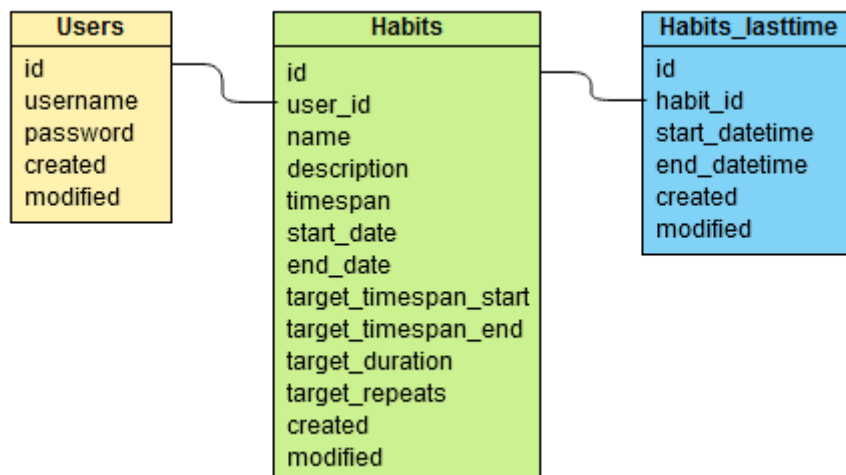 Users
id
username
password
created
modified
Habits
id
user_id
name
description
timespan
start_date
end_date
target_timespan_start
target_timespan_end
target_duration
target_repeats
created
modified
Habits_lasttime
id
habit_id
start_datetime
end_datetime
created
modified